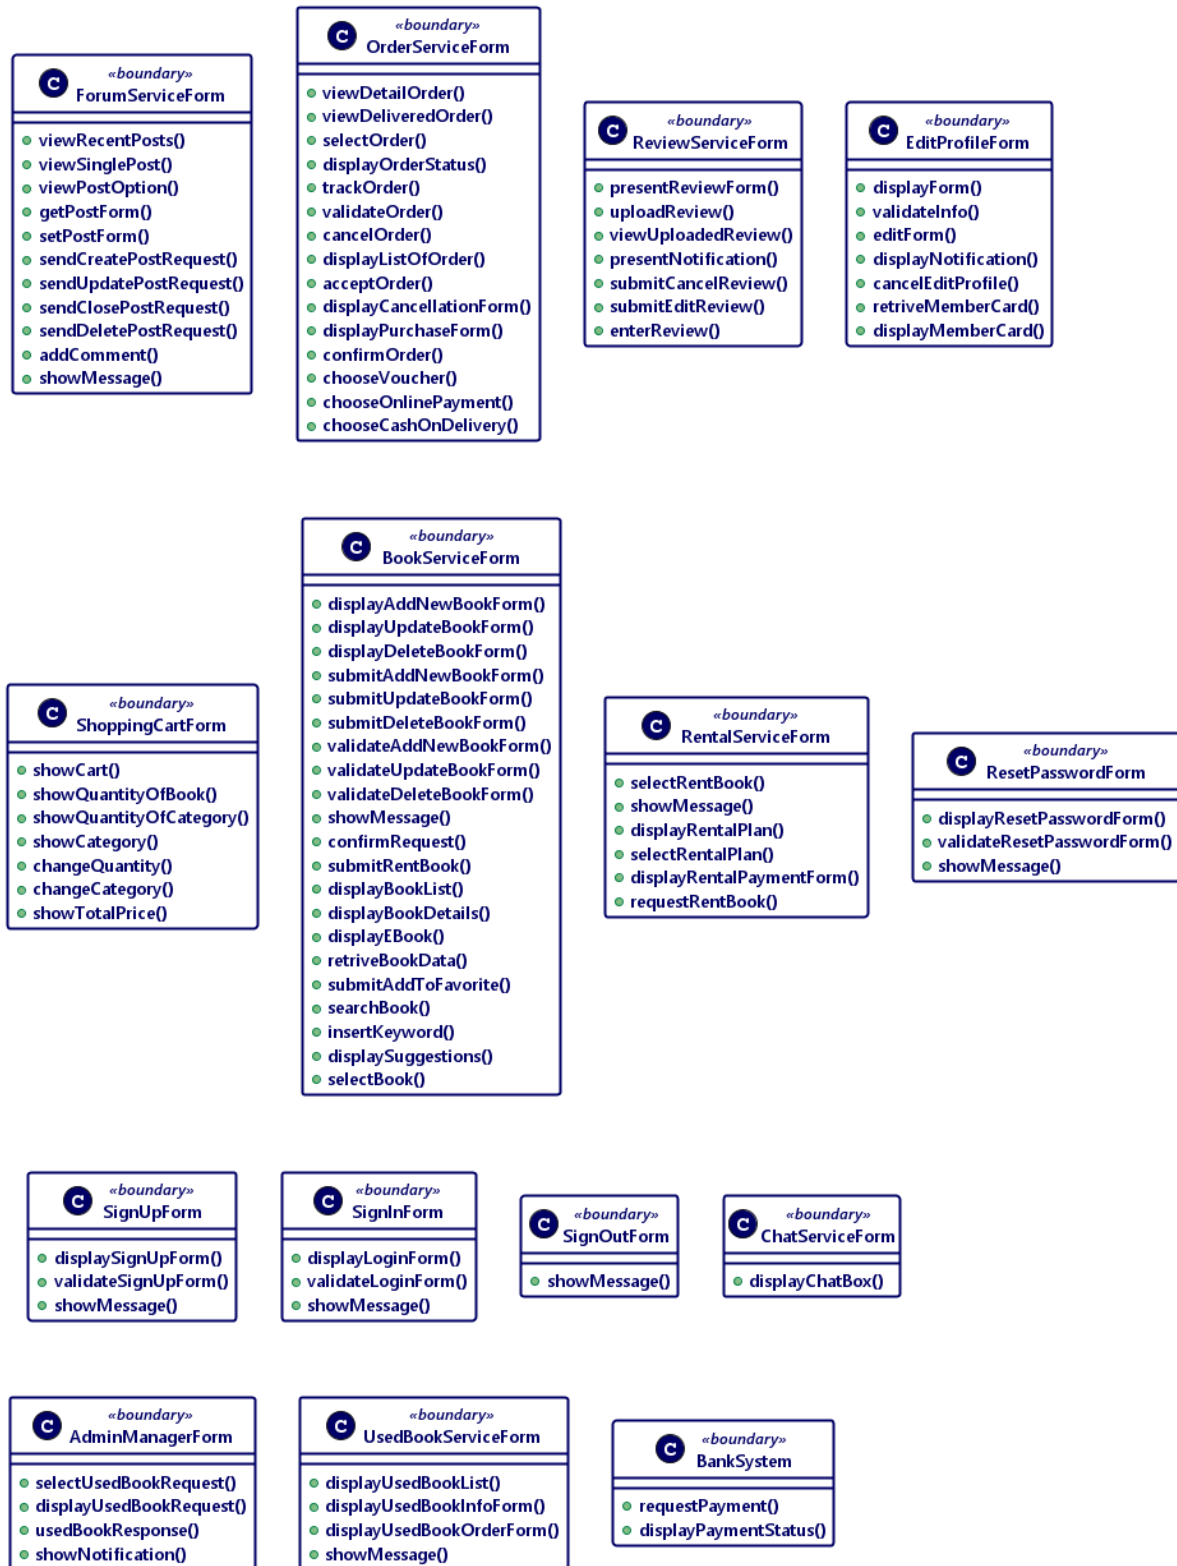 «boundary»
C
ForumServiceForm
viewRecentPosts()
viewSinglePost()
viewPostOption()
getPostForm()
setPostForm()
sendCreatePostRequest()
sendUpdatePostRequest()
sendClosePostRequest()
sendDeletePostRequest()
addComment()
showMessage()
«boundary»
C
OrderServiceForm
viewDetailOrder()
viewDeliveredOrder()
selectOrder()
displayOrderStatus()
trackOrder()
validateOrder()
cancelOrder()
displayListOfOrder()
acceptOrder()
displayCancellationForm()
displayPurchaseForm()
confirmOrder()
chooseVoucher()
chooseOnlinePayment()
chooseCashOnDelivery()
«boundary»
C
ReviewServiceForm
presentReviewForm()
uploadReview()
viewUploadedReview()
presentNotification()
submitCancelReview()
submitEditReview()
enterReview()
«boundary»
C
EditProfileForm
displayForm()
validateInfo()
editForm()
displayNotification()
cancelEditProfile()
retriveMemberCard()
displayMemberCard()
«boundary»
C
ShoppingCartForm
showCart()
showQuantityOfBook()
showQuantityOfCategory()
showCategory()
changeQuantity()
changeCategory()
showTotalPrice()
«boundary»
C
BookServiceForm
displayAddNewBookForm()
displayUpdateBookForm()
displayDeleteBookForm()
submitAddNewBookForm()
submitUpdateBookForm()
submitDeleteBookForm()
validateAddNewBookForm()
validateUpdateBookForm()
validateDeleteBookForm()
showMessage()
confirmRequest()
submitRentBook()
displayBookList()
displayBookDetails()
displayEBook()
retriveBookData()
submitAddToFavorite()
searchBook()
insertKeyword()
displaySuggestions()
selectBook()
«boundary»
C
RentalServiceForm
selectRentBook()
showMessage()
displayRentalPlan()
selectRentalPlan()
displayRentalPaymentForm()
requestRentBook()
«boundary»
C
ResetPasswordForm
displayResetPasswordForm()
validateResetPasswordForm()
showMessage()
«boundary»
C
SignUpForm
displaySignUpForm()
validateSignUpForm()
showMessage()
«boundary»
C
SignInForm
displayLoginForm()
validateLoginForm()
showMessage()
«boundary»
C
SignOutForm
showMessage()
«boundary»
C
ChatServiceForm
displayChatBox()
«boundary»
C
AdminManagerForm
selectUsedBookRequest()
displayUsedBookRequest()
usedBookResponse()
showNotification()
«boundary»
C
UsedBookServiceForm
displayUsedBookList()
displayUsedBookInfoForm()
displayUsedBookOrderForm()
showMessage()
«boundary»
C
BankSystem
requestPayment()
displayPaymentStatus()